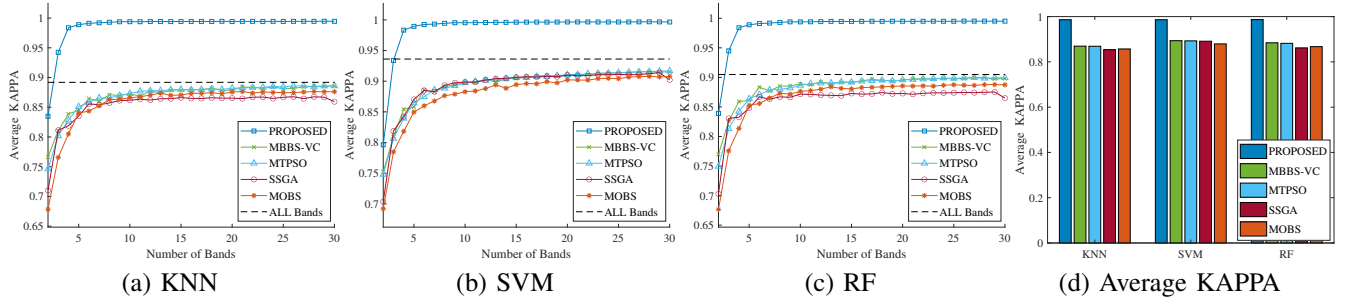 1
0.95
0.9
0.85
0.8
0.75
0.7
0.65
Average KAPPA
PROPOSED
MBBS-VC
MTPSO
SSGA
MOBS
ALL Bands
5 10 15 20 25 30
Number of Bands
(a) KNN
1
0.95
0.9
0.85
0.8
0.75
0.7
Average KAPPA
PROPOSED
MBBS-VC
MTPSO
SSGA
MOBS
ALL Bands
5 10 15 20 25 30
Number of Bands
(b) SVM
1
0.95
0.9
0.85
0.8
0.75
0.7
0.65
Average KAPPA
PROPOSED
MBBS-VC
MTPSO
SSGA
MOBS
ALL Bands
5 10 15 20 25 30
Number of Bands
(c) RF
1
0.8
0.6
0.4
0.2
0
Average KAPPA
PROPOSED
MBBS-VC
MTPSO
SSGA
MOBS
KNN SVM RF
(d) Average KAPPA